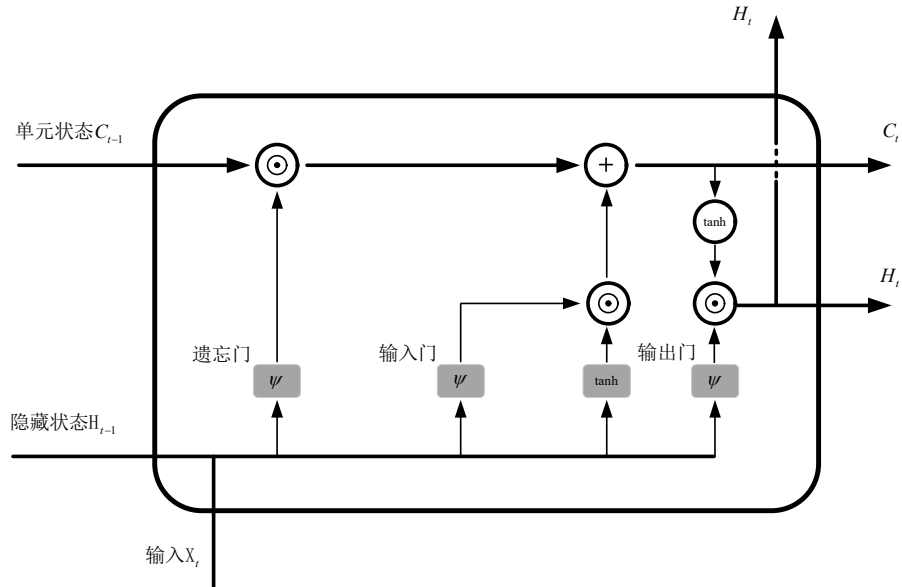 H_t
单元状态C_{t-1}
C_t
+
tanh
H_t
遗忘门
输入门
输出门
ψ
ψ
tanh
ψ
隐藏状态H_{t-1}
输入X_t